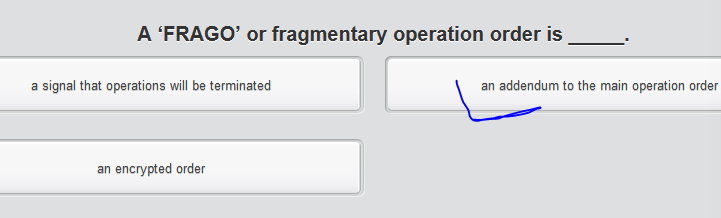 A ‘FRAGO’ or fragmentary operation order is _____.
a signal that operations will be terminated
an addendum to the main operation order
an encrypted order